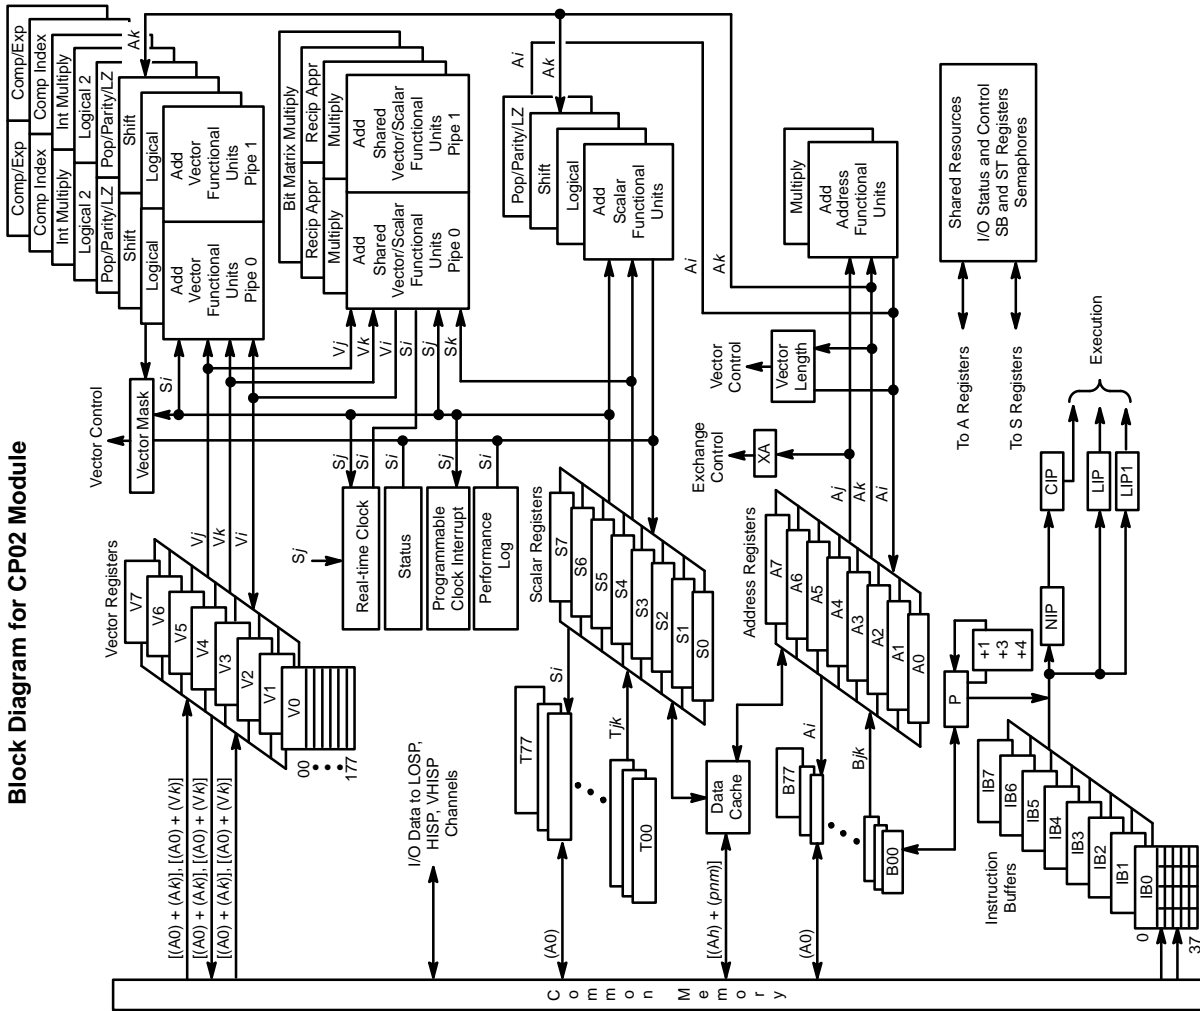 Block Diagram for CP02 Module
Comp/Exp
Comp/Exp
Comp Index
Comp Index
Int Multiply
Int Multiply
Logical 2
Logical 2
Pop/Parity/LZ
Pop/Parity/LZ
Shift
Shift
Logical
Logical
Add
Vector
Functional
Units
Pipe 0
Add
Vector
Functional
Units
Pipe 1
Ak
Bit Matrix Multiply
Recip Appr
Recip Appr
Multiply
Multiply
Add
Shared
Vector/Scalar
Functional
Units
Pipe 0
Add
Shared
Vector/Scalar
Functional
Units
Pipe 1
Ai
Ak
Pop/Parity/LZ
Shift
Logical
Add
Scalar
Functional
Units
Ai
Ak
Multiply
Add
Address
Functional
Units
Shared Resources
I/O Status and Control
SB and ST Registers
Semaphores
To A Registers
To S Registers
Execution
Vector Control
Vector Mask
Si
Vj
Vk
Vi
Si
Sj
Sk
Vector
Control
Vector
Length
Exchange
Control
XA
Vector Registers
V7
V6
V5
V4
V3
V2
V1
V0
00
177
Vj
Vk
Vi
Sj
Sj
Si
Si
Sj
Si
Real-time Clock
Status
Programmable
Clock Interrupt
Performance
Log
Scalar Registers
S7
S6
S5
S4
S3
S2
S1
S0
Address Registers
A7
A6
A5
A4
A3
A2
A1
A0
Aj
Ak
Ai
CIP
LIP
LIP1
NIP
P
+1
+3
+4
Si
T77
Tjk
T00
Data
Cache
Ai
B77
Bjk
B00
Instruction
Buffers
IB7
IB6
IB5
IB4
IB3
IB2
IB1
IB0
0
37
[(A0) + (Ak)], [(A0) + (Vk)]
[(A0) + (Ak)], [(A0) + (Vk)]
[(A0) + (Ak)], [(A0) + (Vk)]
I/O Data to LOSP,
HISP, VHISP
Channels
(A0)
[(Ah) + (pnm)]
(A0)
Common Memory